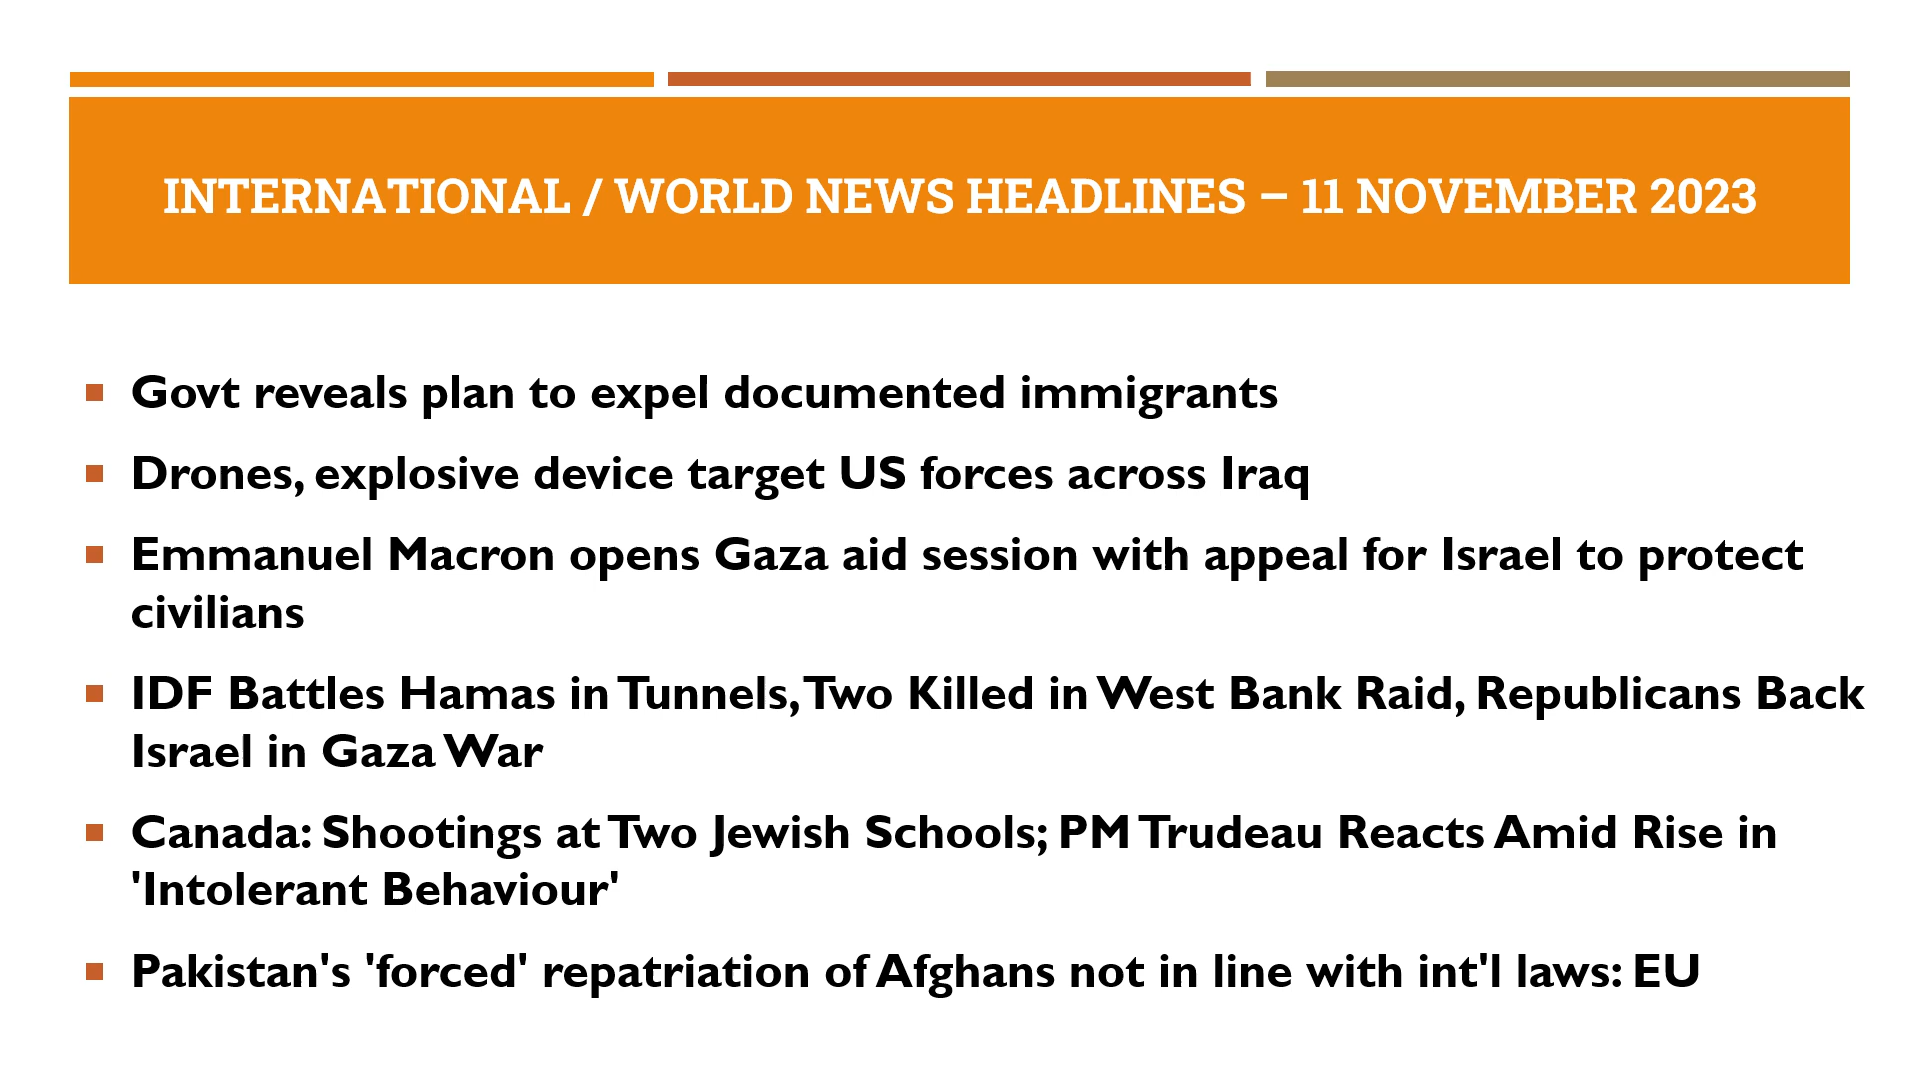 INTERNATIONAL / WORLD NEWS HEADLINES – 11 NOVEMBER 2023
Govt reveals plan to expel documented immigrants
Drones, explosive device target US forces across Iraq
Emmanuel Macron opens Gaza aid session with appeal for Israel to protect
civilians
IDF Battles Hamas in Tunnels, Two Killed in West Bank Raid, Republicans Back
Israel in Gaza War
Canada: Shootings at Two Jewish Schools; PM Trudeau Reacts Amid Rise in
'Intolerant Behaviour'
Pakistan's 'forced' repatriation of Afghans not in line with int'l laws: EU